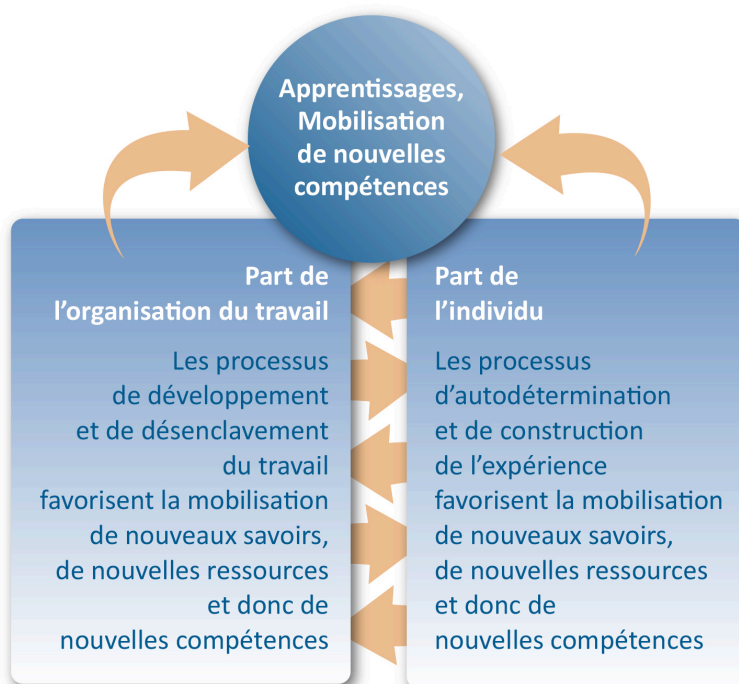 Apprentissages,
Mobilisation
de nouvelles
compétences
Part de
l’organisation du travail
Les processus
de développement
et de désenclavement
du travail
favorisent la mobilisation
de nouveaux savoirs,
de nouvelles ressources
et donc de
nouvelles compétences
Part de
l’individu
Les processus
d’autodétermination
et de construction
de l’expérience
favorisent la mobilisation
de nouveaux savoirs,
de nouvelles ressources
et donc de
nouvelles compétences